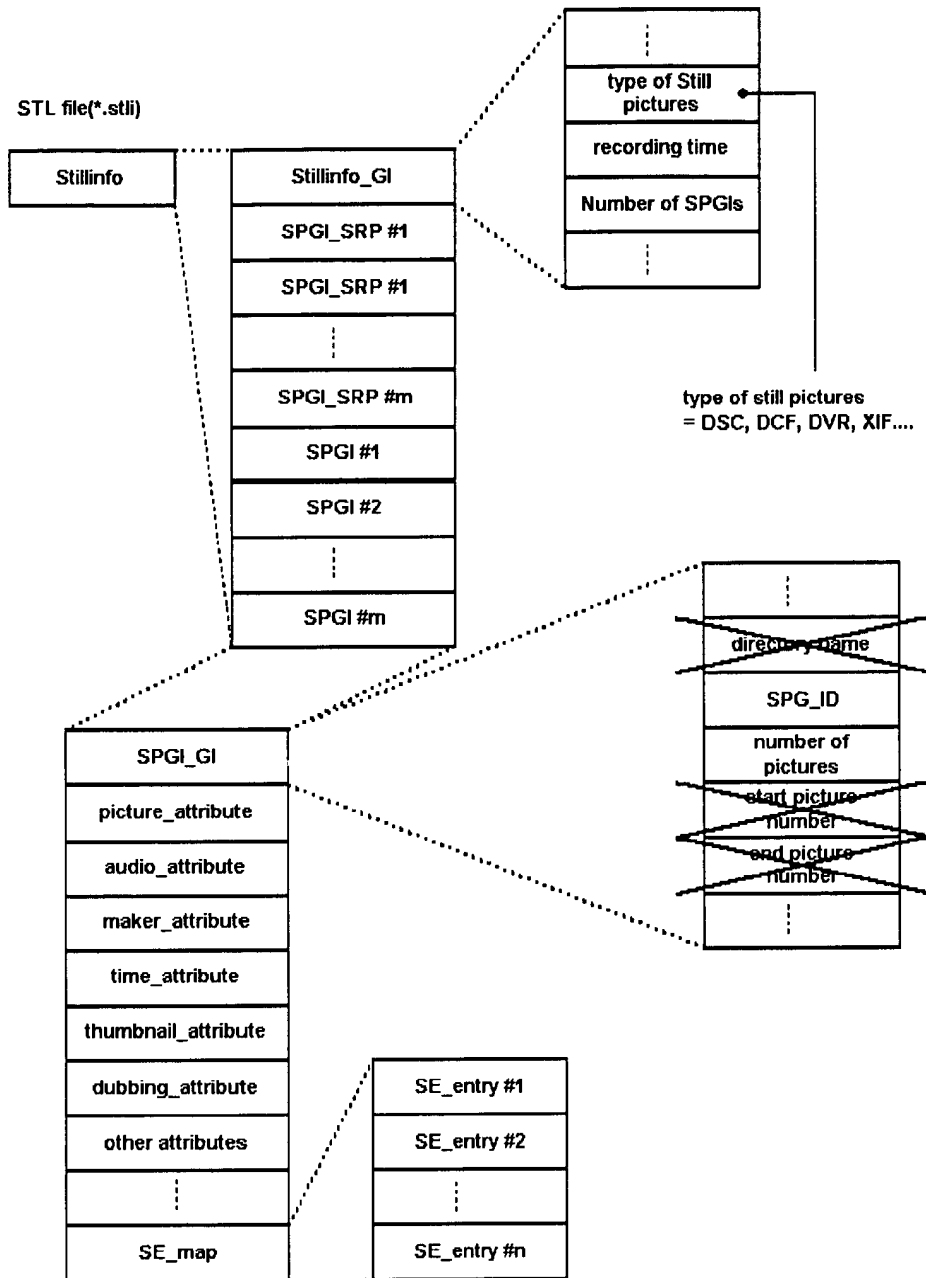 STL file(*.stli)
Stillinfo
Stillinfo_GI
SPGI_SRP #1
SPGI_SRP #1
SPGI_SRP #m
SPGI #1
SPGI #2
SPGI #m
type of Still
pictures
recording time
Number of SPGIs
type of still pictures
= DSC, DCF, DVR, XIF....
directory name
SPG_ID
number of
pictures
start picture
number
end picture
number
SPGI_GI
picture_attribute
audio_attribute
maker_attribute
time_attribute
thumbnail_attribute
dubbing_attribute
other attributes
SE_map
SE_entry #1
SE_entry #2
SE_entry #n